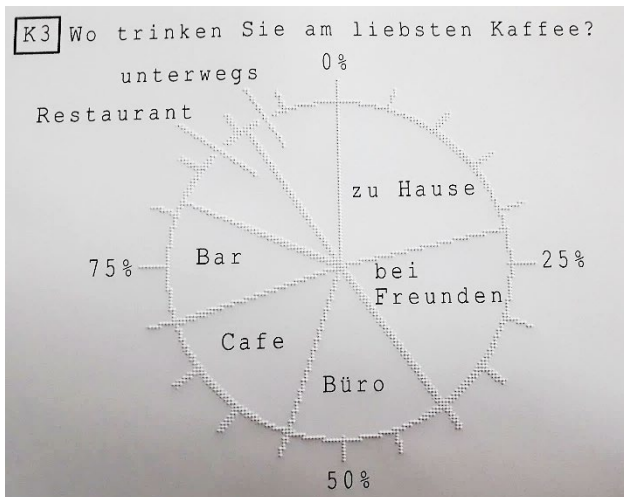 K3 Wo trinken Sie am liebsten Kaffee?
unterwegs
0%
Restaurant
zu Hause
Bar
75%
bei
Freunden
25%
Cafe
Büro
50%